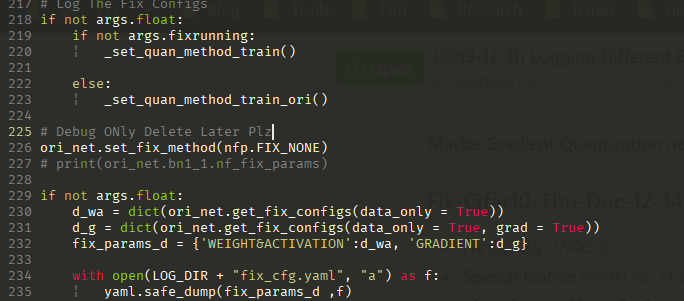 217 # Log The Fix Configs
218 if not args.float:
219 if not args.fixrunning:
220 ¦ _set_quan_method_train()
221
222 else:
223 ¦ _set_quan_method_train_ori()
224
225 # Debug ONly Delete Later Plz
226 ori_net.set_fix_method(nfp.FIX_NONE)
227 # print(ori_net.bn1_1.nf_fix_params)
228
229 if not args.float:
230 d_wa = dict(ori_net.get_fix_configs(data_only = True))
231 d_g = dict(ori_net.get_fix_configs(data_only = True, grad = True))
232 fix_params_d = {'WEIGHT&ACTIVATION':d_wa, 'GRADIENT':d_g}
233
234 with open(LOG_DIR + "fix_cfg.yaml", "a") as f:
235 ¦ yaml.safe_dump(fix_params_d ,f)
Blog
Tools
Fun
Research
Issues
Open
[2019-12-11] Logging Different
Maybe Gradient Quantization
Fix-Cifar10-Thu-Dec-12-14
Special Notice MyBN No